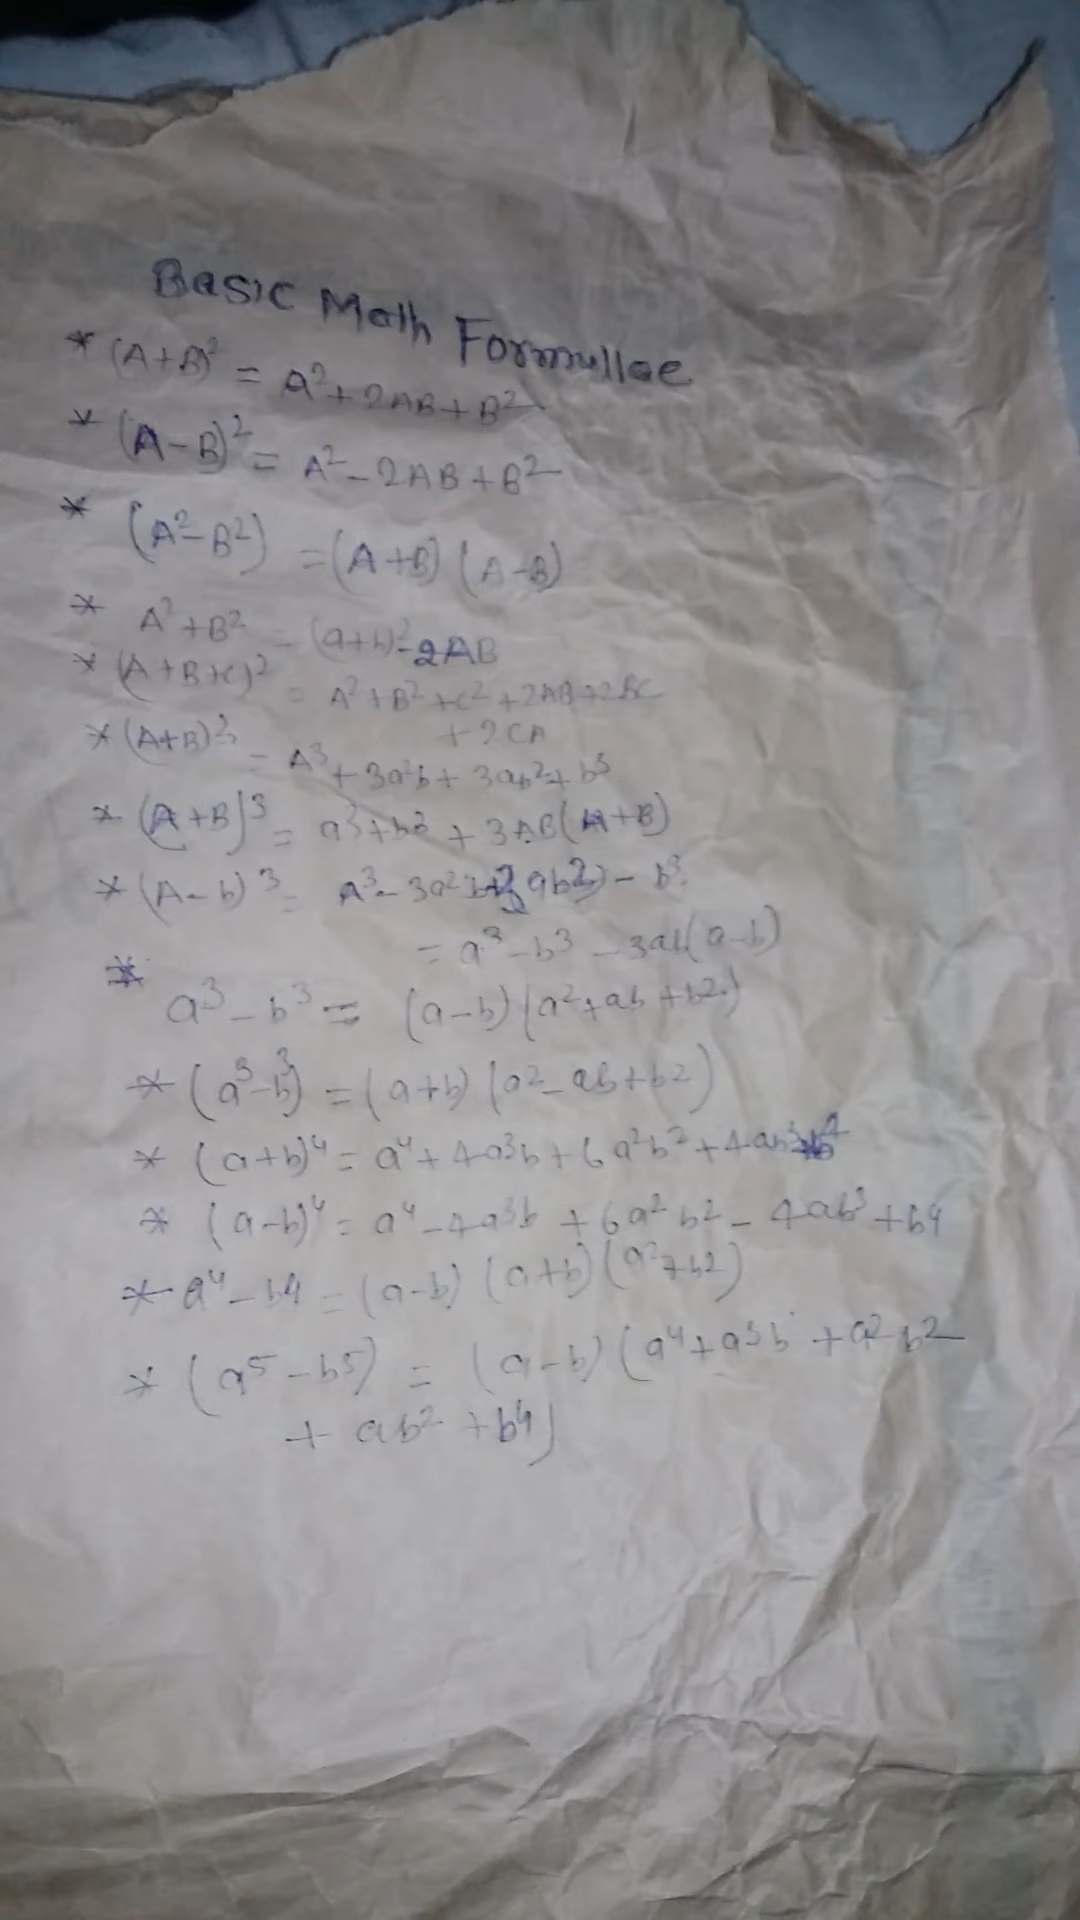 Basic Math Formullae
* (A+B)² = A²+2AB+B²
* (A-B)² = A²-2AB+B²
* (A²-B²) = (A+B) (A-B)
* A²+B² = (a+b)²-2AB
* (A+B+C)² = A²+B²+C²+2AB+2BC
+2CA
* (A+B)³ = A³+3a²b+3ab²+b³
* (A+B)³ = a³+b³+3AB(A+B)
* (A-b)³ = A³-3a²b+3ab²)-b³
= a³-b³-3ab(a-b)
* a³-b³ = (a-b)(a²+ab+b2)
* (a³-b³) = (a+b) (a2-ab+b2)
* (a+b)⁴ = a⁴+4a³b+6a²b²+4ab³+b⁴
* (a-b)⁴ = a⁴-4a³b+6a²b2-4ab³+b4
* a⁴-b4 = (a-b) (a+b)(a²+b2)
* (a5-b5) = (a-b)(a⁴+a3b+a²b2
+ab2+b4)